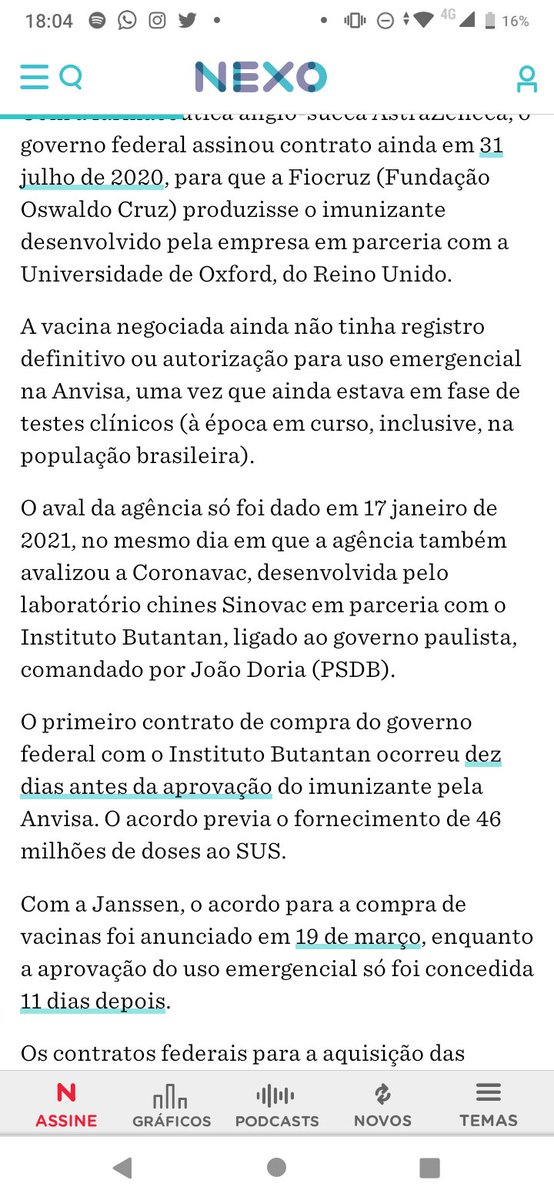 18:04
4G
16%
NEXO
governo federal assinou contrato ainda em 31
julho de 2020, para que a Fiocruz (Fundação
Oswaldo Cruz) produzisse o imunizante
desenvolvido pela empresa em parceria com a
Universidade de Oxford, do Reino Unido.
A vacina negociada ainda não tinha registro
definitivo ou autorização para uso emergencial
na Anvisa, uma vez que ainda estava em fase de
testes clínicos (à época em curso, inclusive, na
população brasileira).
O aval da agência só foi dado em 17 janeiro de
2021, no mesmo dia em que a agência também
avalizou a Coronavac, desenvolvida pelo
laboratório chines Sinovac em parceria com o
Instituto Butantan, ligado ao governo paulista,
comandado por João Doria (PSDB).
O primeiro contrato de compra do governo
federal com o Instituto Butantan ocorreu dez
dias antes da aprovação do imunizante pela
Anvisa. O acordo previa o fornecimento de 46
milhões de doses ao SUS.
Com a Janssen, o acordo para a compra de
vacinas foi anunciado em 19 de março, enquanto
a aprovação do uso emergencial só foi concedida
11 dias depois.
Os contratos federais para a aquisição das
N
ASSINE
GRÁFICOS
PODCASTS
NOVOS
TEMAS